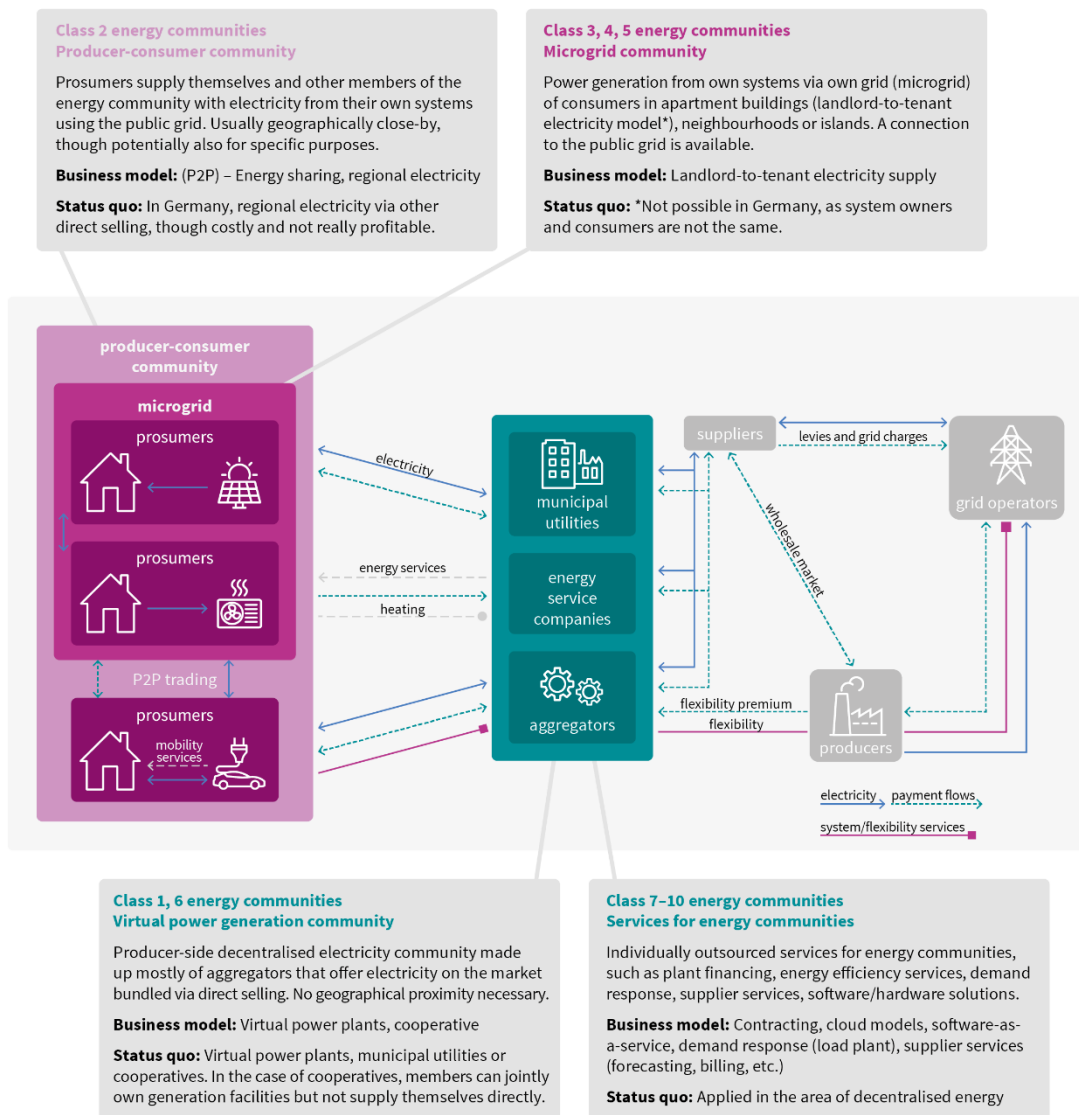 Class 2 energy communities
Producer-consumer community
Prosumers supply themselves and other members of the
energy community with electricity from their own systems
using the public grid. Usually geographically close-by,
though potentially also for specific purposes.
Business model: (P2P) – Energy sharing, regional electricity
Status quo: In Germany, regional electricity via other
direct selling, though costly and not really profitable.
Class 3, 4, 5 energy communities
Microgrid community
Power generation from own systems via own grid (microgrid)
of consumers in apartment buildings (landlord-to-tenant
electricity model*), neighbourhoods or islands. A connection
to the public grid is available.
Business model: Landlord-to-tenant electricity supply
Status quo: *Not possible in Germany, as system owners
and consumers are not the same.
producer-consumer
community
microgrid
prosumers
prosumers
P2P trading
prosumers
mobility
services
electricity
energy services
heating
municipal
utilities
energy
service
companies
aggregators
suppliers
levies and grid charges
grid operators
wholesale market
flexibility premium
flexibility
producers
electricity
payment flows
system/flexibility services
Class 1, 6 energy communities
Virtual power generation community
Producer-side decentralised electricity community made
up mostly of aggregators that offer electricity on the market
bundled via direct selling. No geographical proximity necessary.
Business model: Virtual power plants, cooperative
Status quo: Virtual power plants, municipal utilities or
cooperatives. In the case of cooperatives, members can jointly
own generation facilities but not supply themselves directly.
Class 7–10 energy communities
Services for energy communities
Individually outsourced services for energy communities,
such as plant financing, energy efficiency services, demand
response, supplier services, software/hardware solutions.
Business model: Contracting, cloud models, software-as-
a-service, demand response (load plant), supplier services
(forecasting, billing, etc.)
Status quo: Applied in the area of decentralised energy